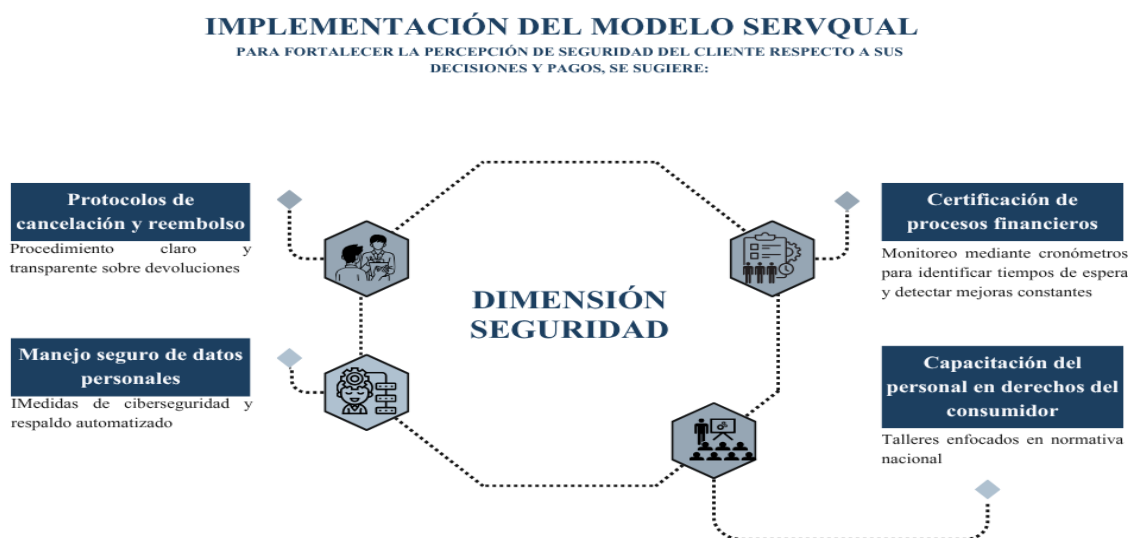 IMPLEMENTACIÓN DEL MODELO SERVQUAL
PARA FORTALECER LA PERCEPCIÓN DE SEGURIDAD DEL CLIENTE RESPECTO A SUS
DECISIONES Y PAGOS, SE SUGIERE:
Protocolos de
cancelación y reembolso
Procedimiento claro y
transparente sobre devoluciones
Manejo seguro de datos
personales
IMedidas de ciberseguridad y
respaldo automatizado
DIMENSIÓN
SEGURIDAD
Certificación de
procesos financieros
Monitoreo mediante cronómetros
para identificar tiempos de espera
y detectar mejoras constantes
Capacitación del
personal en derechos del
consumidor
Talleres enfocados en normativa
nacional